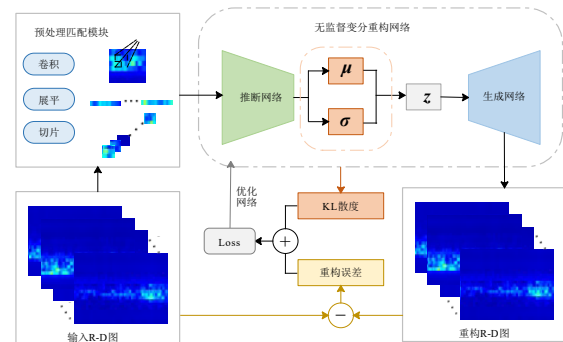 预处理匹配模块
卷积
展平
切片
无监督变分重构网络
推断网络
μ
σ
z
生成网络
优化
网络
KL散度
Loss
+
重构误差
−
输入R-D图
重构R-D图